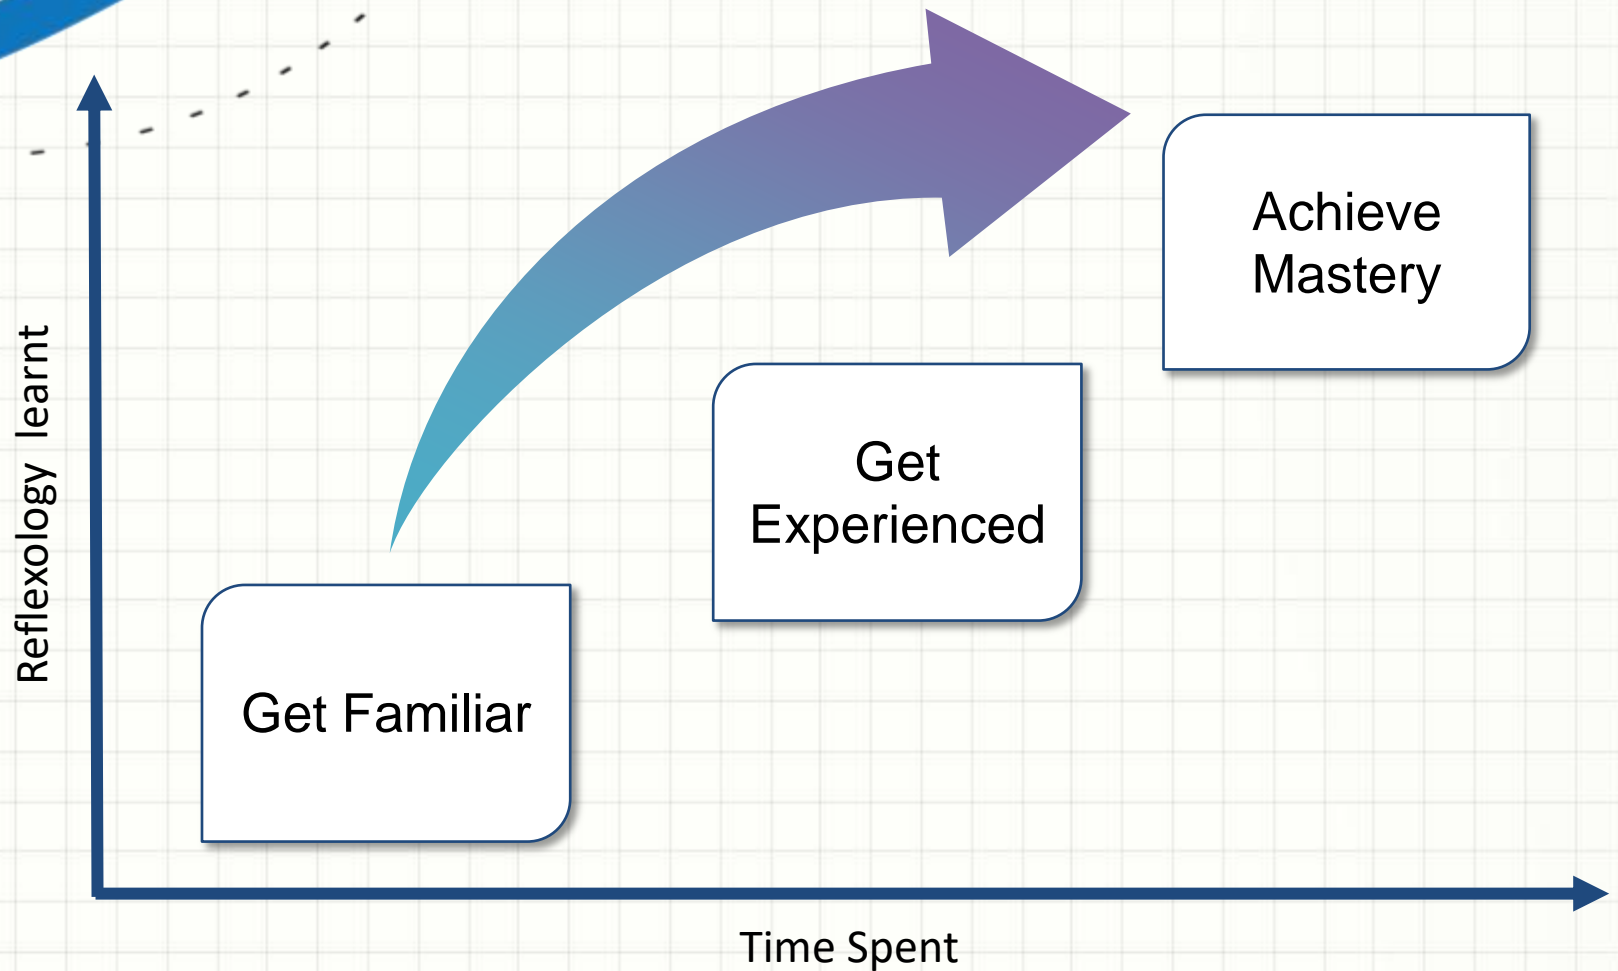 Achieve
Mastery
Get
Experienced
Get Familiar
Reflexology learnt
Time Spent